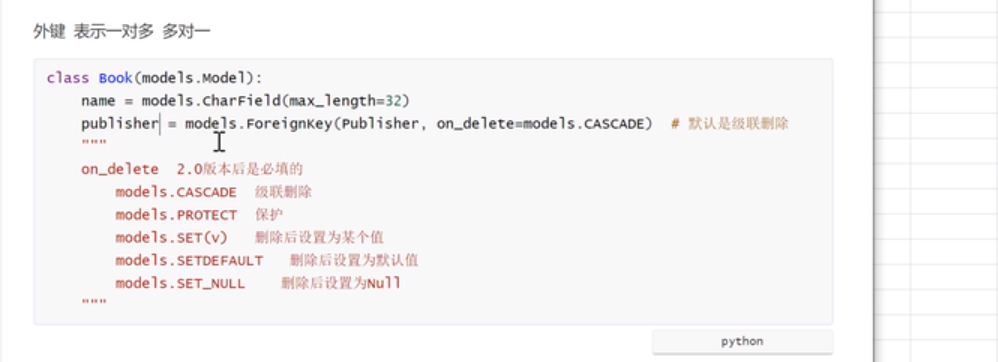 外键 表示一对多 多对一
class Book(models.Model):
    name = models.CharField(max_length=32)
    publisher = models.ForeignKey(Publisher, on_delete=models.CASCADE)  # 默认是级联删除
    """
    on_delete  2.0版本后是必填的
        models.CASCADE  级联删除
        models.PROTECT  保护
        models.SET(v)   删除后设置为某个值
        models.SETDEFAULT   删除后设置为默认值
        models.SET_NULL    删除后设置为Null
    """
python